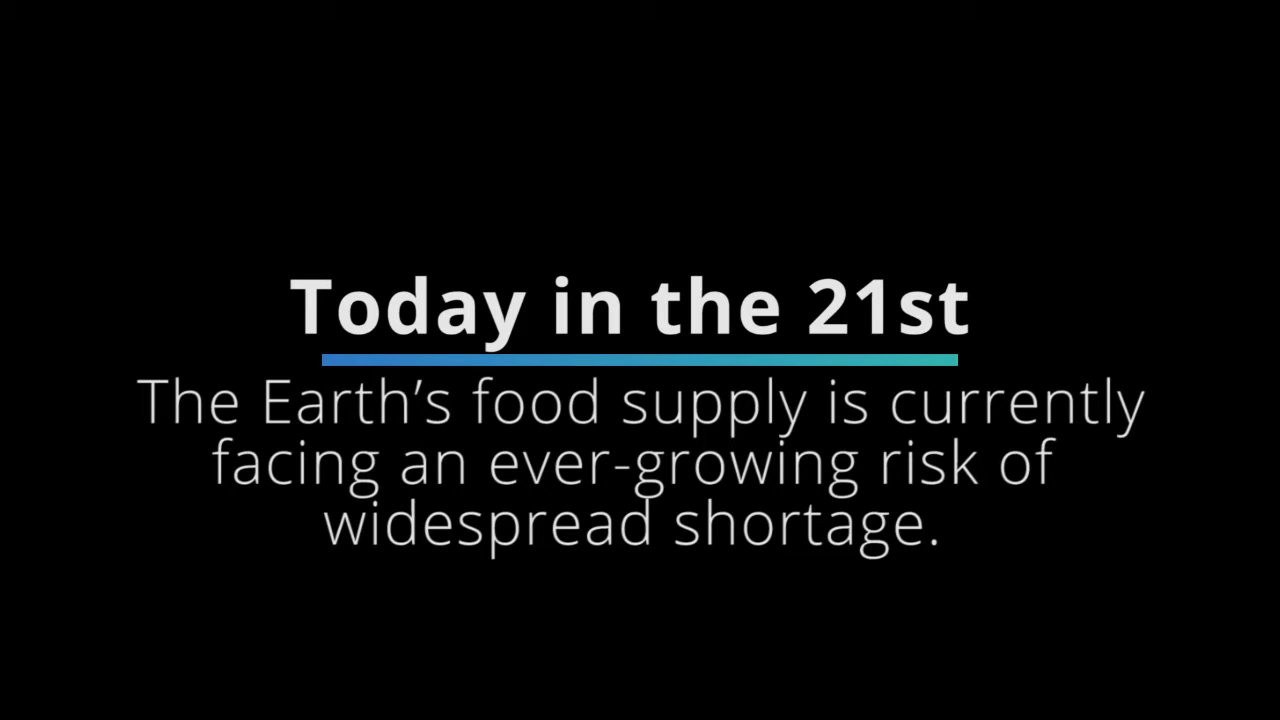 Today in the 21st
The Earth’s food supply is currently
facing an ever-growing risk of
widespread shortage.